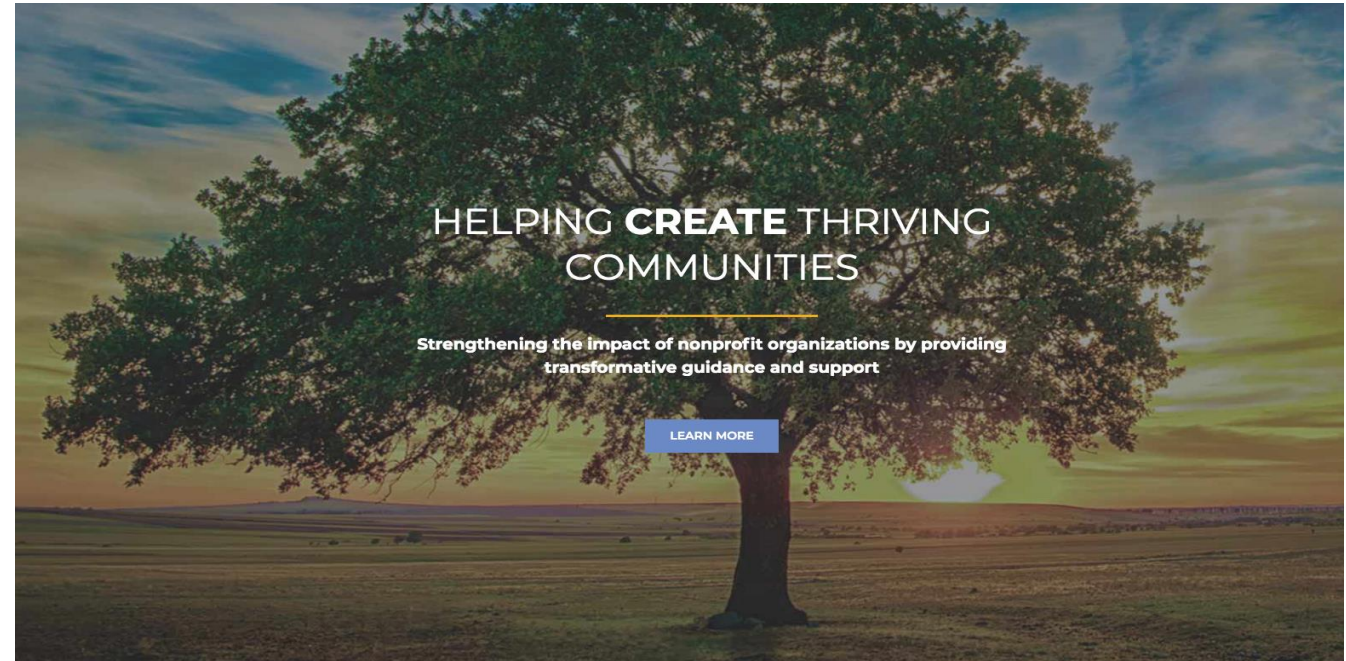 HELPING CREATE THRIVING
COMMUNITIES
Strengthening the impact of nonprofit organizations by providing
transformative guidance and support
LEARN MORE